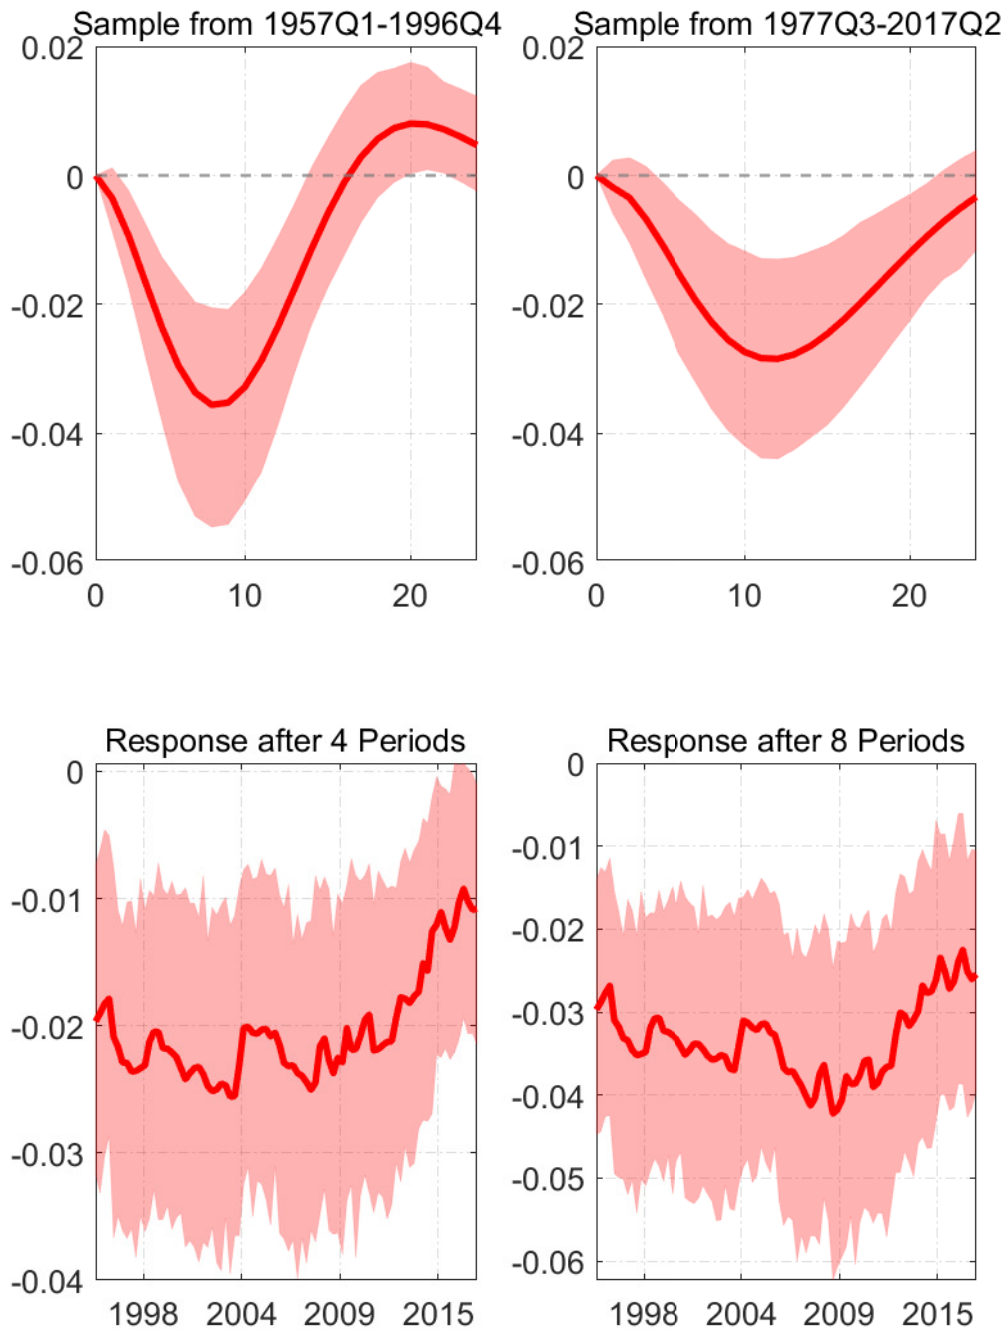 Sample from 1957Q1-1996Q4
Sample from 1977Q3-2017Q2
0.02
0
-0.02
-0.04
-0.06
0 10 20
0.02
0
-0.02
-0.04
-0.06
0 10 20
Response after 4 Periods
Response after 8 Periods
0
-0.01
-0.02
-0.03
-0.04
1998 2004 2009 2015
0
-0.01
-0.02
-0.03
-0.04
-0.05
-0.06
1998 2004 2009 2015